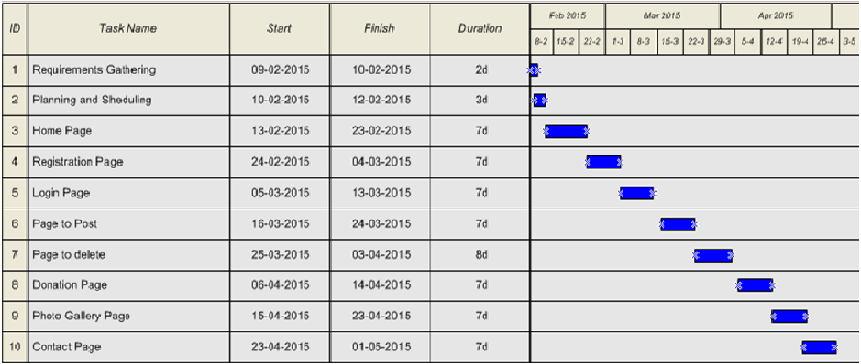 ID Task Name Start Finish Duration Feb 2015 Mar 2015 Apr 2015
8-2 15-2 22-2 1-3 8-3 15-3 22-3 29-3 5-4 12-4 19-4 26-4 3-5
1 Requirements Gathering 09-02-2015 10-02-2015 2d
2 Planning and Sheduling 10-02-2015 12-02-2015 3d
3 Home Page 13-02-2015 23-02-2015 7d
4 Registration Page 24-02-2015 04-03-2015 7d
5 Login Page 05-03-2015 13-03-2015 7d
6 Page to Post 16-03-2015 24-03-2015 7d
7 Page to delete 25-03-2015 03-04-2015 8d
8 Donation Page 06-04-2015 14-04-2015 7d
9 Photo Gallery Page 15-04-2015 23-04-2015 7d
10 Contact Page 23-04-2015 01-05-2015 7d